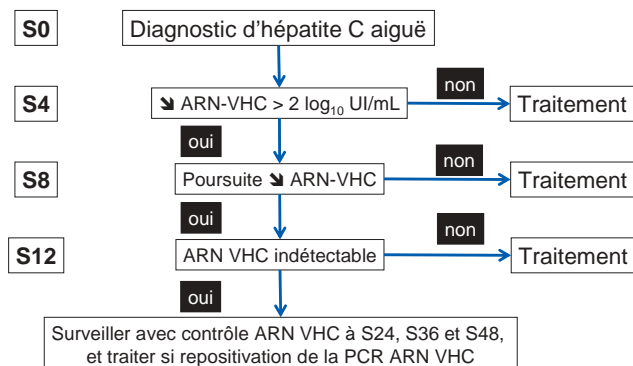 S0 Diagnostic d'hépatite C aiguë
S4 ➘ ARN-VHC > 2 log₁₀ UI/mL non Traitement
oui
S8 Poursuite ➘ ARN-VHC non Traitement
oui
S12 ARN VHC indétectable non Traitement
oui
Surveiller avec contrôle ARN VHC à S24, S36 et S48,
et traiter si repositivation de la PCR ARN VHC